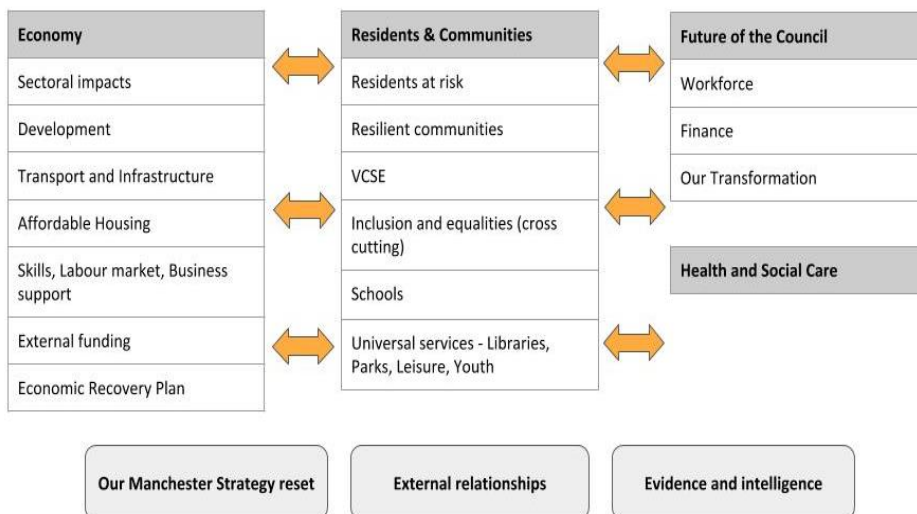 Economy
Sectoral impacts
Development
Transport and Infrastructure
Affordable Housing
Skills, Labour market, Business
support
External funding
Economic Recovery Plan
Residents & Communities
Residents at risk
Resilient communities
VCSE
Inclusion and equalities (cross
cutting)
Schools
Universal services - Libraries,
Parks, Leisure, Youth
Future of the Council
Workforce
Finance
Our Transformation
Health and Social Care
Our Manchester Strategy reset
External relationships
Evidence and intelligence